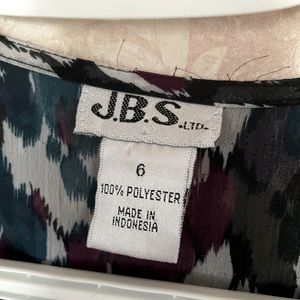 J.B.S. LTD.
6
100% POLYESTER
MADE IN
INDONESIA